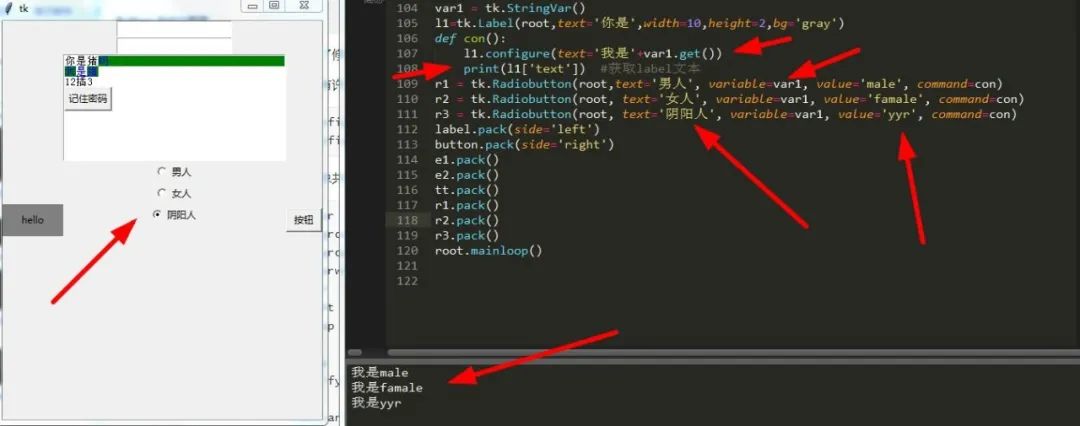 tk
你是猪
12插3
记住密码
男人
女人
阴阳人
hello
按钮
104 var1 = tk.StringVar()
105 l1=tk.Label(root,text='你是',width=10,height=2,bg='gray')
106 def con():
107 l1.configure(text='我是'+var1.get())
108 print(l1['text']) #获取label文本
109 r1 = tk.Radiobutton(root,text='男人', variable=var1, value='male', command=con)
110 r2 = tk.Radiobutton(root, text='女人', variable=var1, value='famale', command=con)
111 r3 = tk.Radiobutton(root, text='阴阳人', variable=var1, value='yyr', command=con)
112 label.pack(side='left')
113 button.pack(side='right')
114 e1.pack()
115 e2.pack()
116 tt.pack()
117 r1.pack()
118 r2.pack()
119 r3.pack()
120 root.mainloop()
121
122
我是male
我是famale
我是yyr